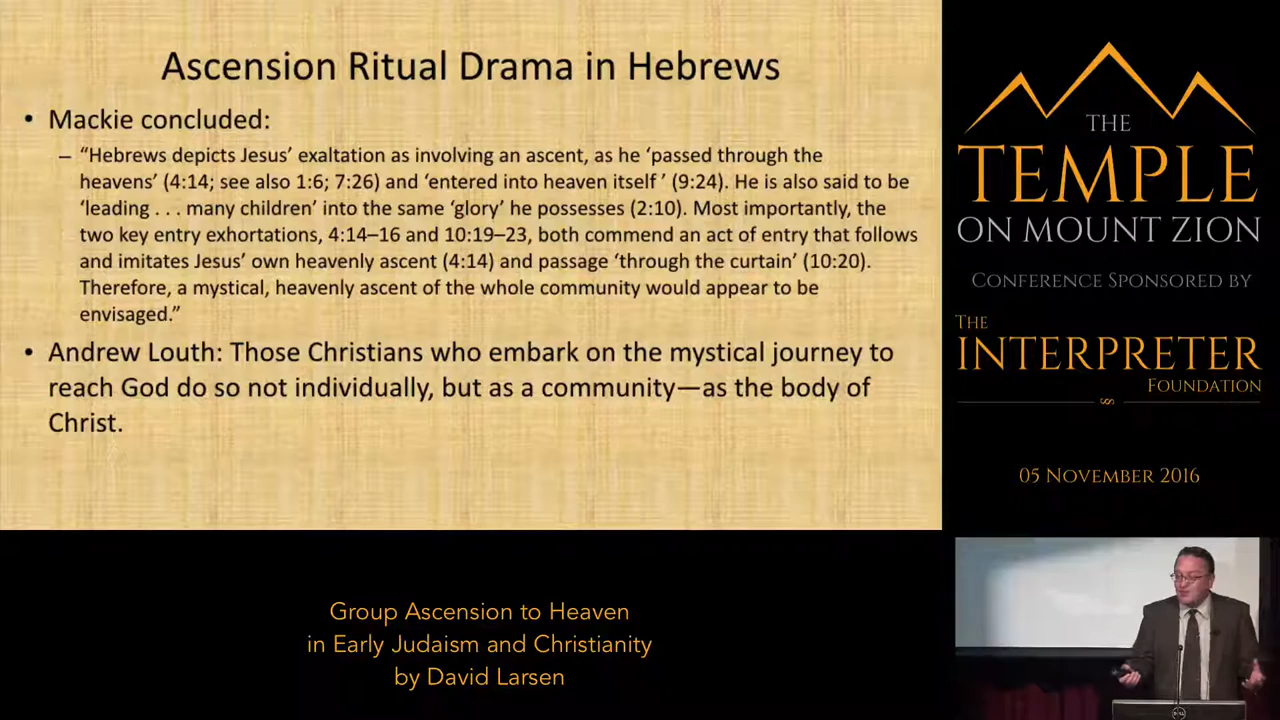 Ascension Ritual Drama in Hebrews
• Mackie concluded:
– “Hebrews depicts Jesus’ exaltation as involving an ascent, as he ‘passed through the
heavens’ (4:14; see also 1:6; 7:26) and ‘entered into heaven itself ’ (9:24). He is also said to be
‘leading . . . many children’ into the same ‘glory’ he possesses (2:10). Most importantly, the
two key entry exhortations, 4:14–16 and 10:19–23, both commend an act of entry that follows
and imitates Jesus’ own heavenly ascent (4:14) and passage ‘through the curtain’ (10:20).
Therefore, a mystical, heavenly ascent of the whole community would appear to be
envisaged.”
• Andrew Louth: Those Christians who embark on the mystical journey to
reach God do so not individually, but as a community—as the body of
Christ.
THE
TEMPLE
ON MOUNT ZION
CONFERENCE SPONSORED BY
THE
INTERPRETER
FOUNDATION
05 NOVEMBER 2016
Group Ascension to Heaven
in Early Judaism and Christianity
by David Larsen